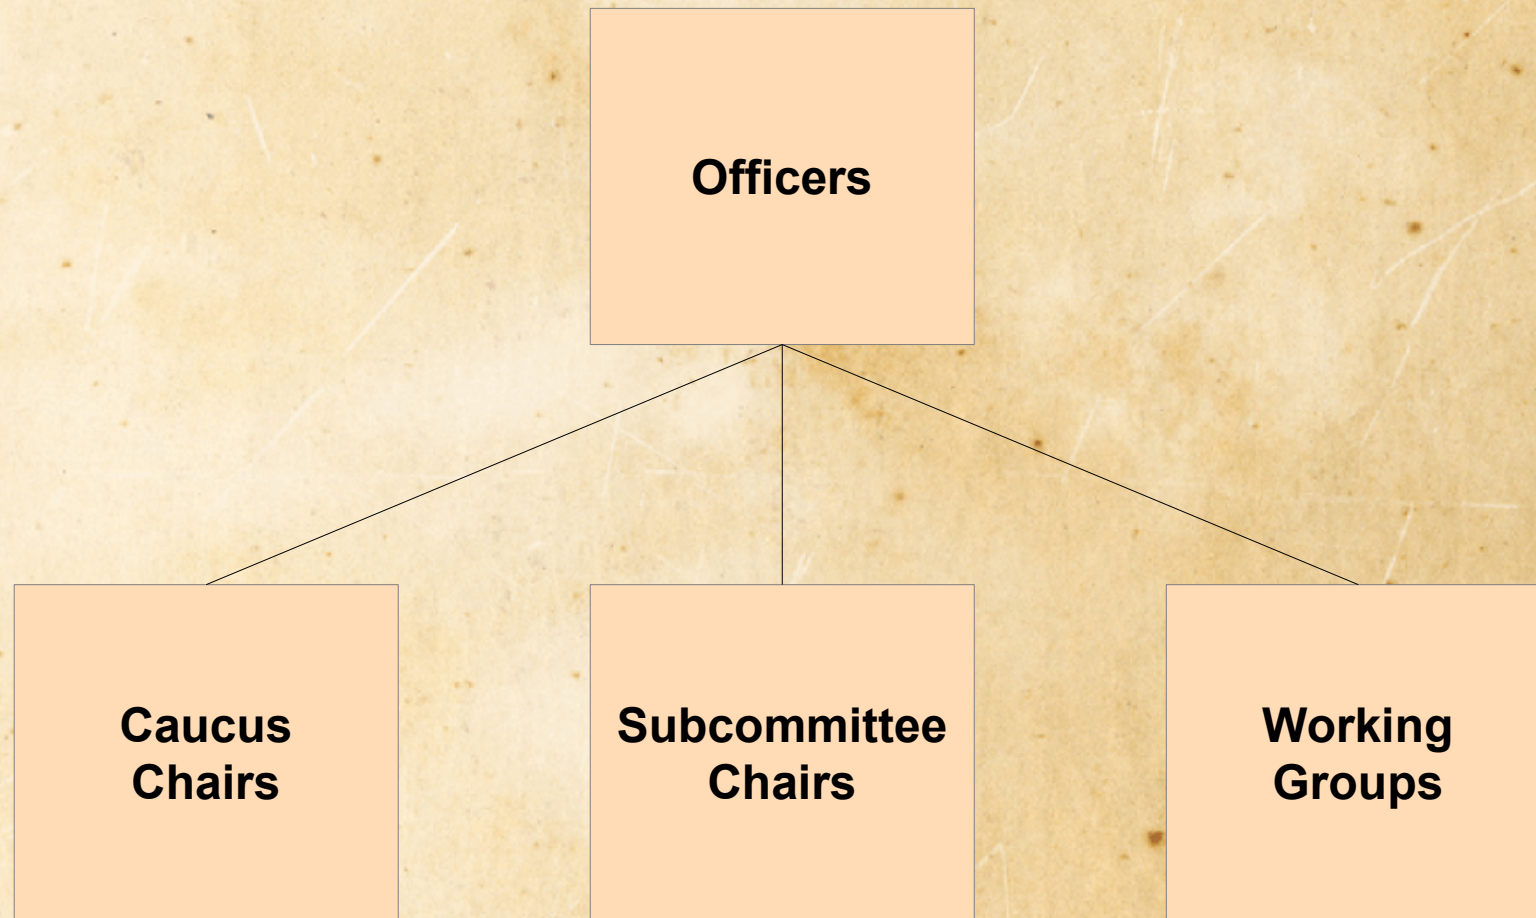 Officers
Caucus
Chairs
Subcommittee
Chairs
Working
Groups